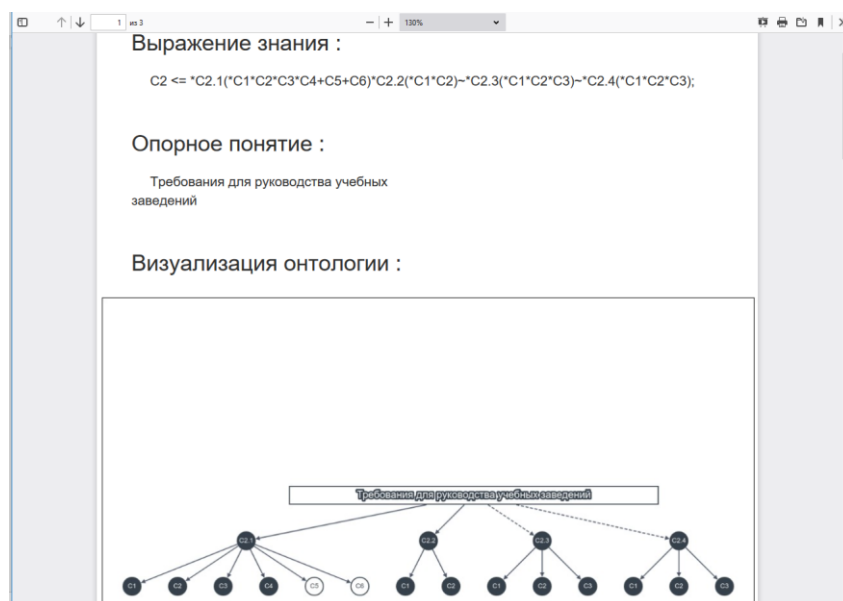 1 из 3 130%
Выражение знания :
C2 <= *C2.1(*C1*C2*C3*C4+C5+C6)*C2.2(*C1*C2)~*C2.3(*C1*C2*C3)~*C2.4(*C1*C2*C3);
Опорное понятие :
Требования для руководства учебных
заведений
Визуализация онтологии :
Требования для руководства учебных заведений
C2.1 C2.2 C2.3 C2.4
C1 C2 C3 C4 C5 C6 C1 C2 C1 C2 C3 C1 C2 C3